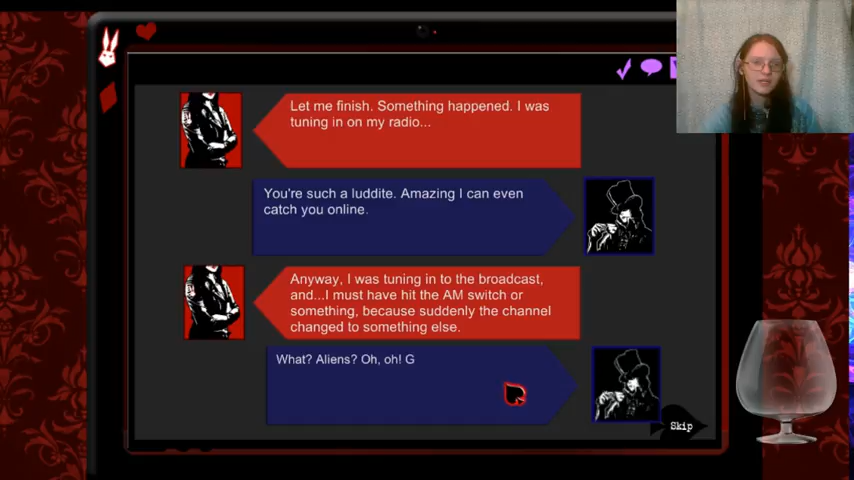 Let me finish. Something happened. I was
tuning in on my radio...
You're such a luddite. Amazing I can even
catch you online.
Anyway, I was tuning in to the broadcast,
and...I must have hit the AM switch or
something, because suddenly the channel
changed to something else.
What? Aliens? Oh, oh! G
Skip